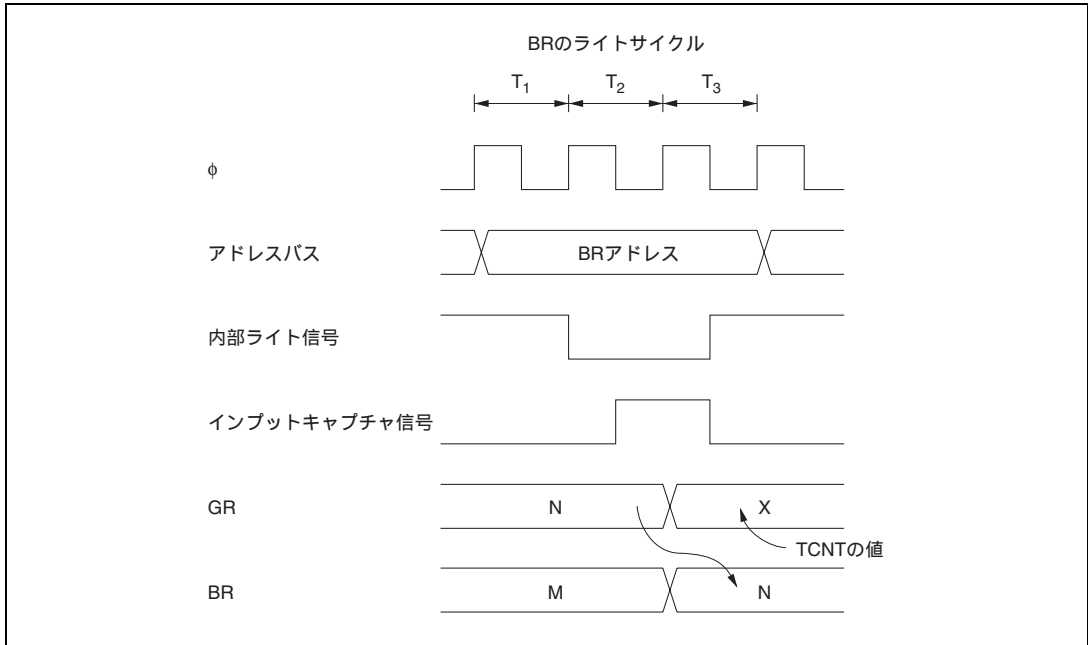 BRのライトサイクル
T1 T2 T3
φ
アドレスバス BRアドレス
内部ライト信号
インプットキャプチャ信号
GR N X
TCNTの値
BR M N